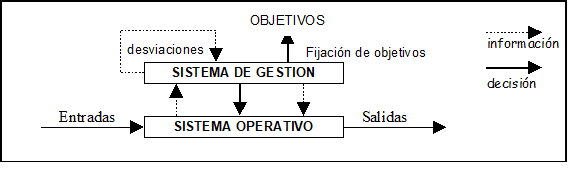 OBJETIVOS
información
desviaciones
Fijación de objetivos
SISTEMA DE GESTION
decisión
Entradas
SISTEMA OPERATIVO
Salidas